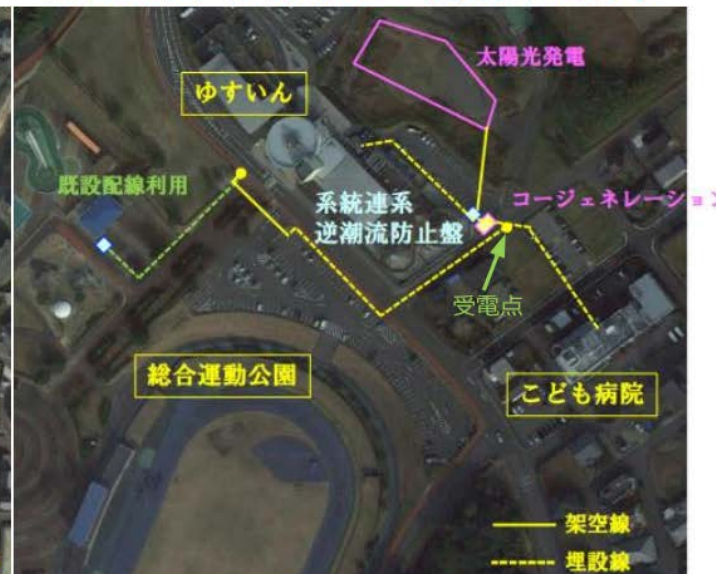 太陽光発電
ゆすいん
既設配線利用
コージェネレーション
系統連系
逆潮流防止盤
受電点
総合運動公園
こども病院
架空線
埋設線